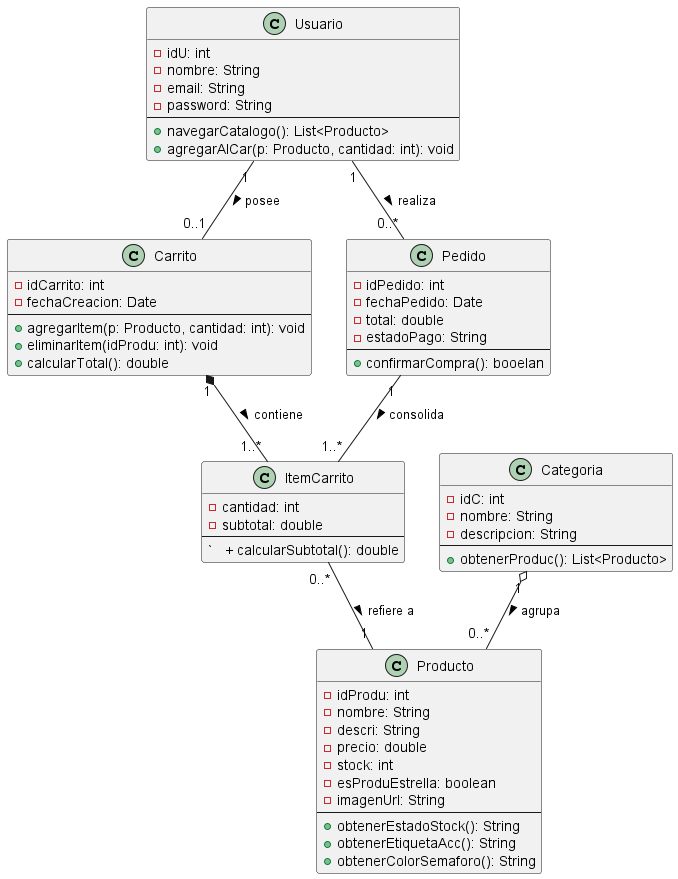 C Usuario
idU: int
nombre: String
email: String
password: String
navegarCatalogo(): List<Producto>
agregarAlCar(p: Producto, cantidad: int): void
1
1
posee
realiza
0..1
0..*
C Carrito
idCarrito: int
fechaCreacion: Date
agregarItem(p: Producto, cantidad: int): void
eliminarItem(idProdu: int): void
calcularTotal(): double
C Pedido
idPedido: int
fechaPedido: Date
total: double
estadoPago: String
confirmarCompra(): booelan
1
1
contiene
consolida
1..*
1..*
C ItemCarrito
cantidad: int
subtotal: double
` + calcularSubtotal(): double
C Categoria
idC: int
nombre: String
descripcion: String
obtenerProduc(): List<Producto>
0..*
1
refiere a
agrupa
1
0..*
C Producto
idProdu: int
nombre: String
descri: String
precio: double
stock: int
esProduEstrella: boolean
imagenUrl: String
obtenerEstadoStock(): String
obtenerEtiquetaAcc(): String
obtenerColorSemaforo(): String